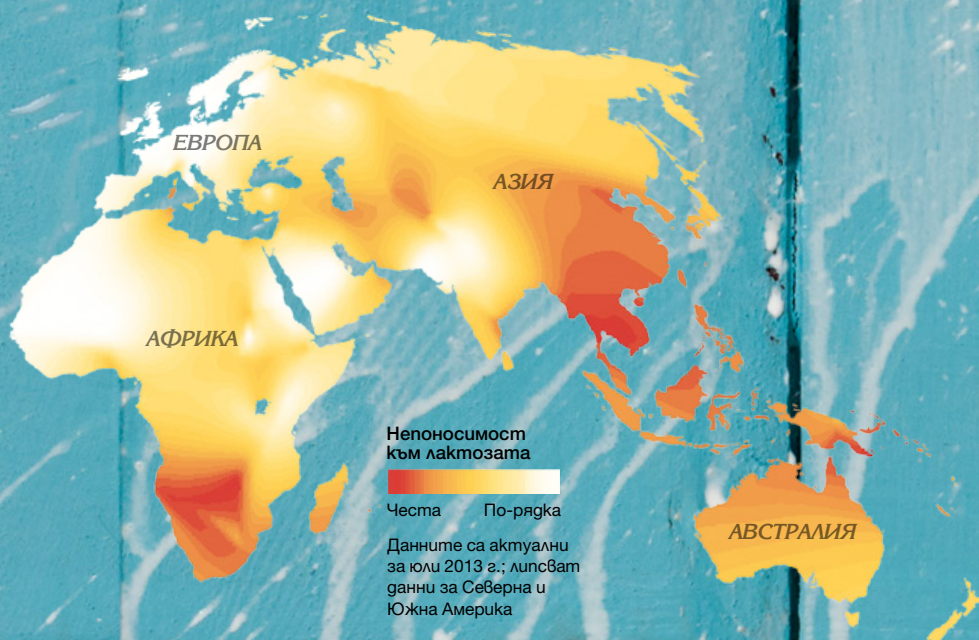 ЕВРОПА
АЗИЯ
АФРИКА
Непоносимост
към лактозата
Честа По-рядка
Данните са актуални
за юли 2013 г.; липсват
данни за Северна и
Южна Америка
АВСТРАЛИЯ